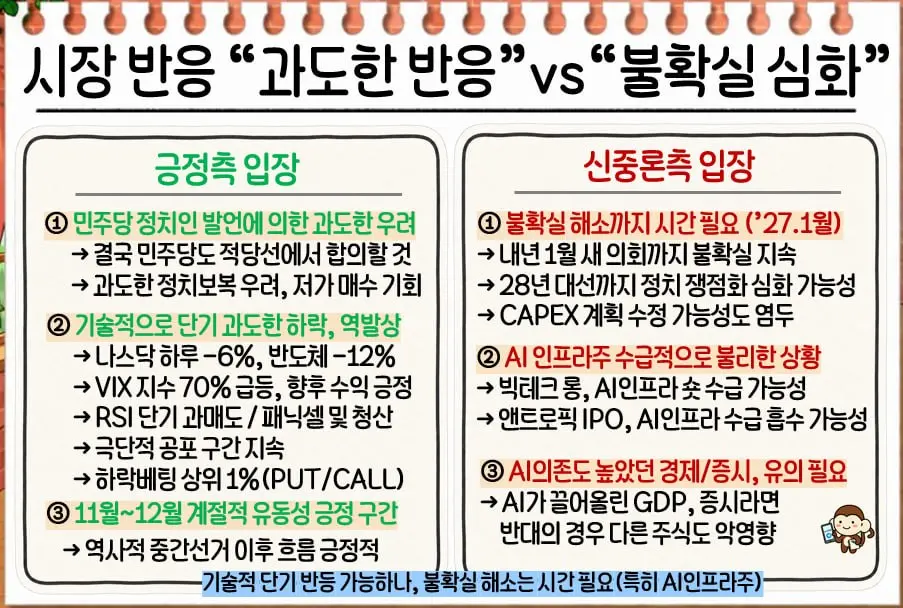 시장 반응 “과도한 반응” vs “불확실 심화”
긍정측 입장
① 민주당 정치인 발언에 의한 과도한 우려
→ 결국 민주당도 적당선에서 합의할 것
→ 과도한 정치보복 우려, 저가 매수 기회
② 기술적으로 단기 과도한 하락, 역발상
→ 나스닥 하루 -6%, 반도체 -12%
→ VIX 지수 70% 급등, 향후 수익 긍정
→ RSI 단기 과매도 / 패닉셀 및 청산
→ 극단적 공포 구간 지속
→ 하락베팅 상위 1%(PUT/CALL)
③ 11월~12월 계절적 유동성 긍정 구간
→ 역사적 중간선거 이후 흐름 긍정적
신중론측 입장
① 불확실 해소까지 시간 필요 (’27.1월)
→ 내년 1월 새 의회까지 불확실 지속
→ 28년 대선까지 정치 쟁점화 심화 가능성
→ CAPEX 계획 수정 가능성도 염두
② AI 인프라주 수급적으로 불리한 상황
→ 빅테크 롱, AI인프라 숏 수급 가능성
→ 앤트로픽 IPO, AI인프라 수급 흡수 가능성
③ AI의존도 높았던 경제/증시, 유의 필요
→ AI가 끌어올린 GDP, 증시라면
반대의 경우 다른 주식도 악영향
기술적 단기 반등 가능하나, 불확실 해소는 시간 필요(특히 AI인프라주)